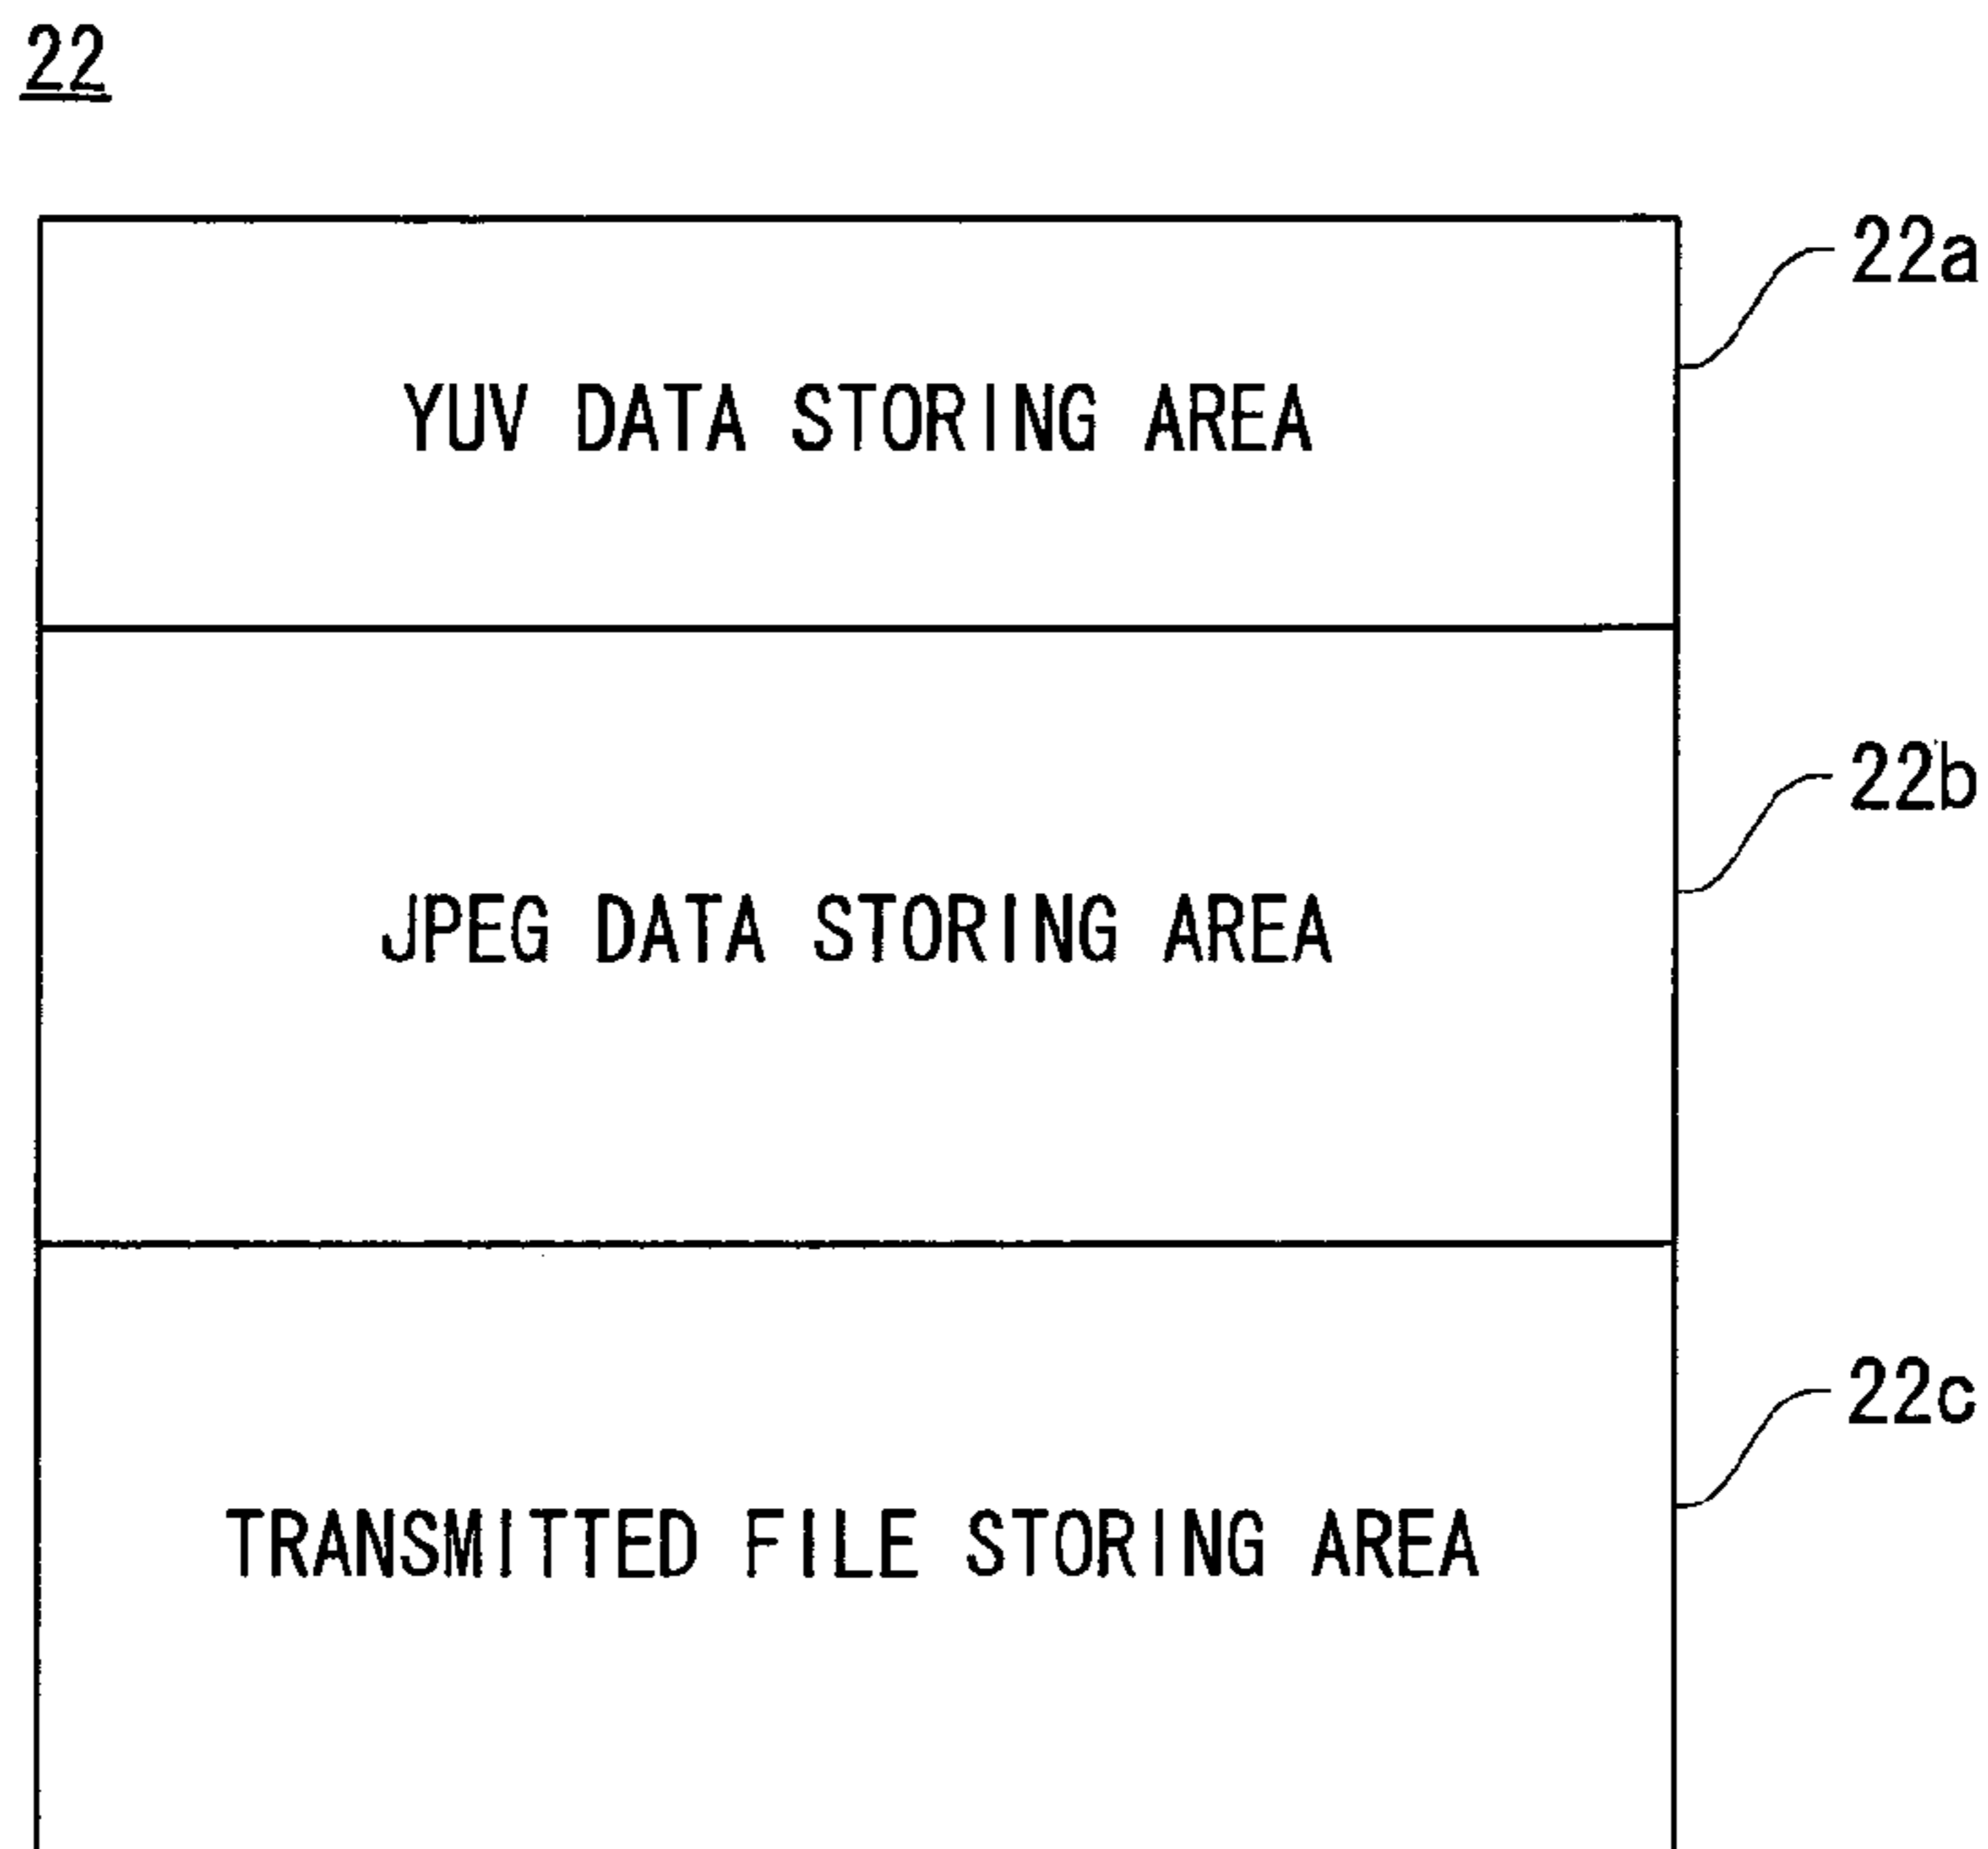 22
22a
YUV DATA STORING AREA
22b
JPEG DATA STORING AREA
22c
TRANSMITTED FILE STORING AREA